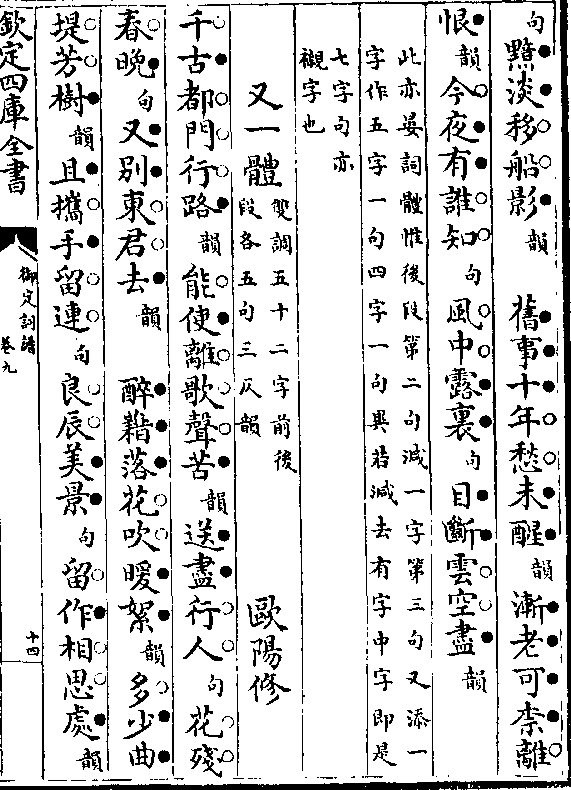 句黯淡移船影韻　舊事十年愁未醒韻漸老可柰離
恨韻今夜有誰知句風中露裏句目斷雲空盡韻
此亦晏詞體惟後段第二句減一字第三句又添一
字作五字一句四字一句異若減去有字中字即是
七字句亦
襯字也
又一體
雙調五十二字前後
段各五句三仄韻
歐陽修
千古都門行路韻能使離歌聲苦韻送盡行人句花殘
春晚句又別東君去韻　醉藉落花吹暖絮韻多少曲
堤芳樹韻且攜手留連句良辰美景句留作相思處韻
欽定四庫全書
御定詞譜
卷九
十四